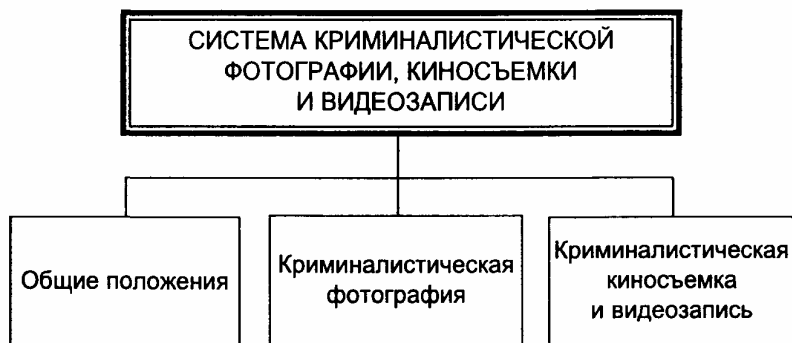 СИСТЕМА КРИМИНАЛИСТИЧЕСКОЙ
ФОТОГРАФИИ, КИНОСЪЕМКИ
И ВИДЕОЗАПИСИ
Общие положения
Криминалистическая
фотография
Криминалистическая
киносъемка
и видеозапись